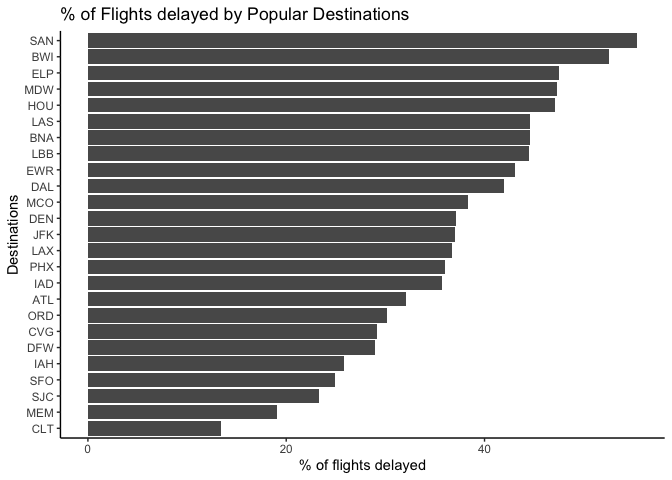 % of Flights delayed by Popular Destinations
SAN
BWI
ELP
MDW
HOU
LAS
BNA
LBB
EWR
DAL
MCO
DEN
JFK
LAX
PHX
IAD
ATL
ORD
CVG
DFW
IAH
SFO
SJC
MEM
CLT
Destinations
0 20 40
% of flights delayed